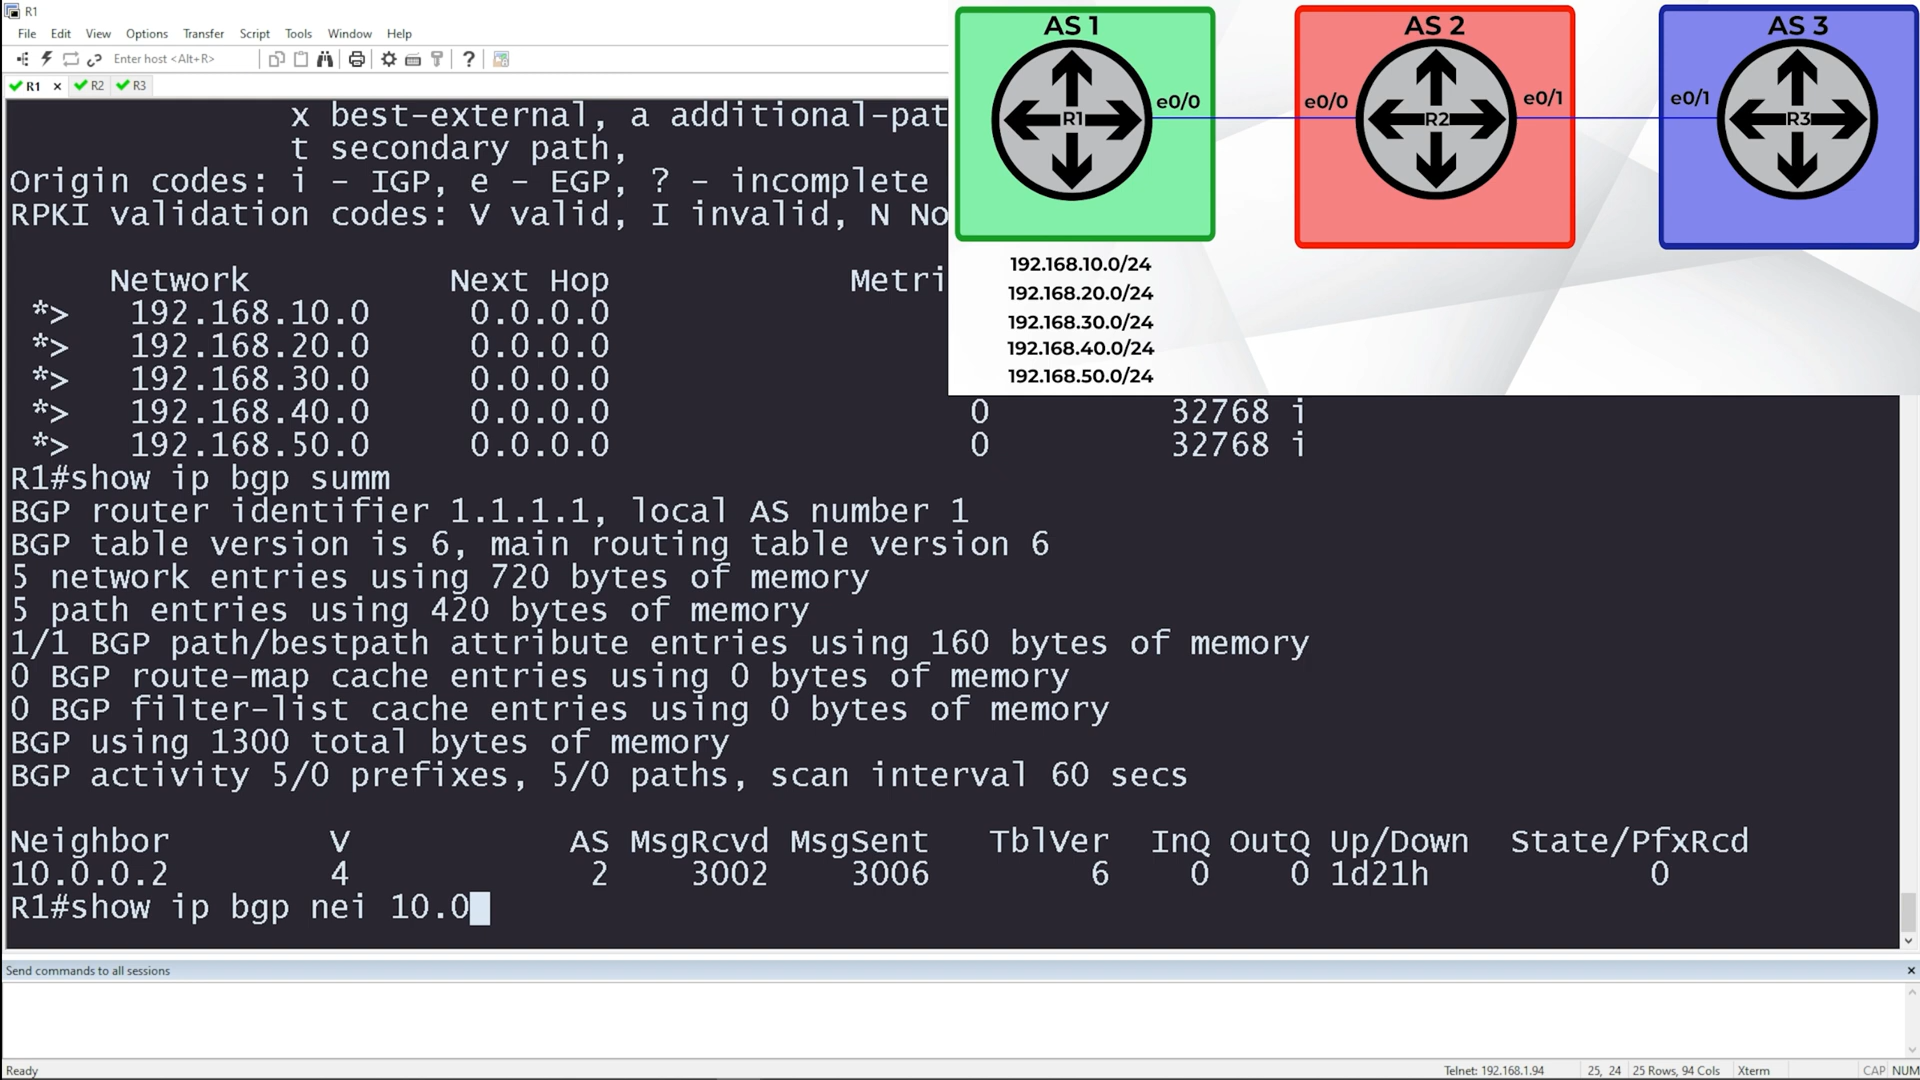 R1
File Edit View Options Transfer Script Tools Window Help
Enter host <Alt+R>
R1 × R2 R3
x best-external, a additional-pat
t secondary path,
Origin codes: i - IGP, e - EGP, ? - incomplete
RPKI validation codes: V valid, I invalid, N No
Network Next Hop Metri
*> 192.168.10.0 0.0.0.0
*> 192.168.20.0 0.0.0.0
*> 192.168.30.0 0.0.0.0
*> 192.168.40.0 0.0.0.0 0 32768 i
*> 192.168.50.0 0.0.0.0 0 32768 i
R1#show ip bgp summ
BGP router identifier 1.1.1.1, local AS number 1
BGP table version is 6, main routing table version 6
5 network entries using 720 bytes of memory
5 path entries using 420 bytes of memory
1/1 BGP path/bestpath attribute entries using 160 bytes of memory
0 BGP route-map cache entries using 0 bytes of memory
0 BGP filter-list cache entries using 0 bytes of memory
BGP using 1300 total bytes of memory
BGP activity 5/0 prefixes, 5/0 paths, scan interval 60 secs
Neighbor V AS MsgRcvd MsgSent TblVer InQ OutQ Up/Down State/PfxRcd
10.0.0.2 4 2 3002 3006 6 0 0 1d21h 0
R1#show ip bgp nei 10.0
AS 1 AS 2 AS 3
R1 e0/0 e0/0 R2 e0/1 e0/1 R3
192.168.10.0/24
192.168.20.0/24
192.168.30.0/24
192.168.40.0/24
192.168.50.0/24
Send commands to all sessions
Ready Telnet: 192.168.1.94 25, 24 25 Rows, 94 Cols Xterm CAP NUM